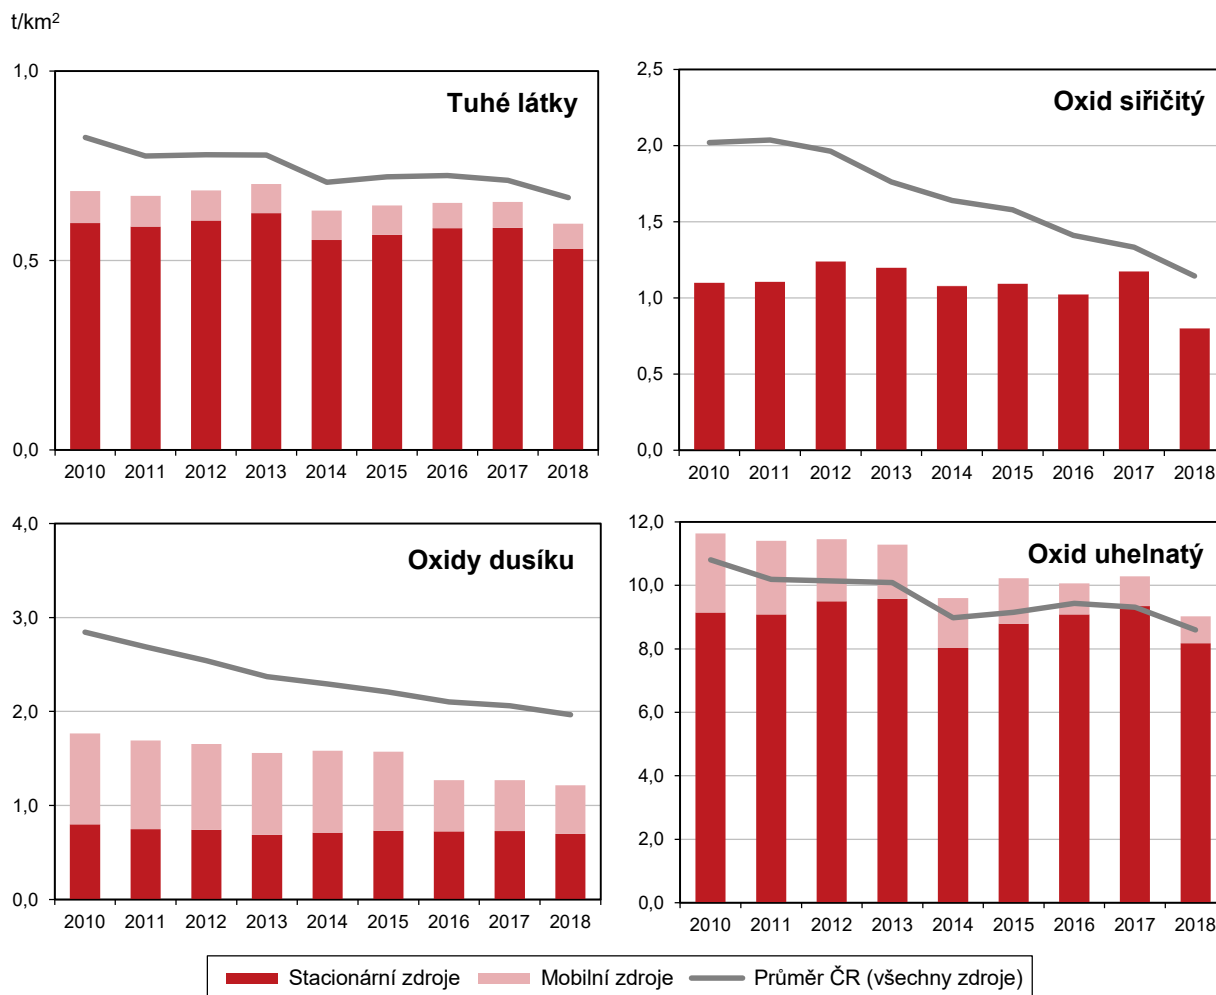 t/km²
Tuhé látky
1,0
0,5
0,0
2010 2011 2012 2013 2014 2015 2016 2017 2018
Oxid siřičitý
2,5
2,0
1,5
1,0
0,5
0,0
2010 2011 2012 2013 2014 2015 2016 2017 2018
Oxidy dusíku
4,0
3,0
2,0
1,0
0,0
2010 2011 2012 2013 2014 2015 2016 2017 2018
Oxid uhelnatý
12,0
10,0
8,0
6,0
4,0
2,0
0,0
2010 2011 2012 2013 2014 2015 2016 2017 2018
Stacionární zdroje Mobilní zdroje Průměr ČR (všechny zdroje)